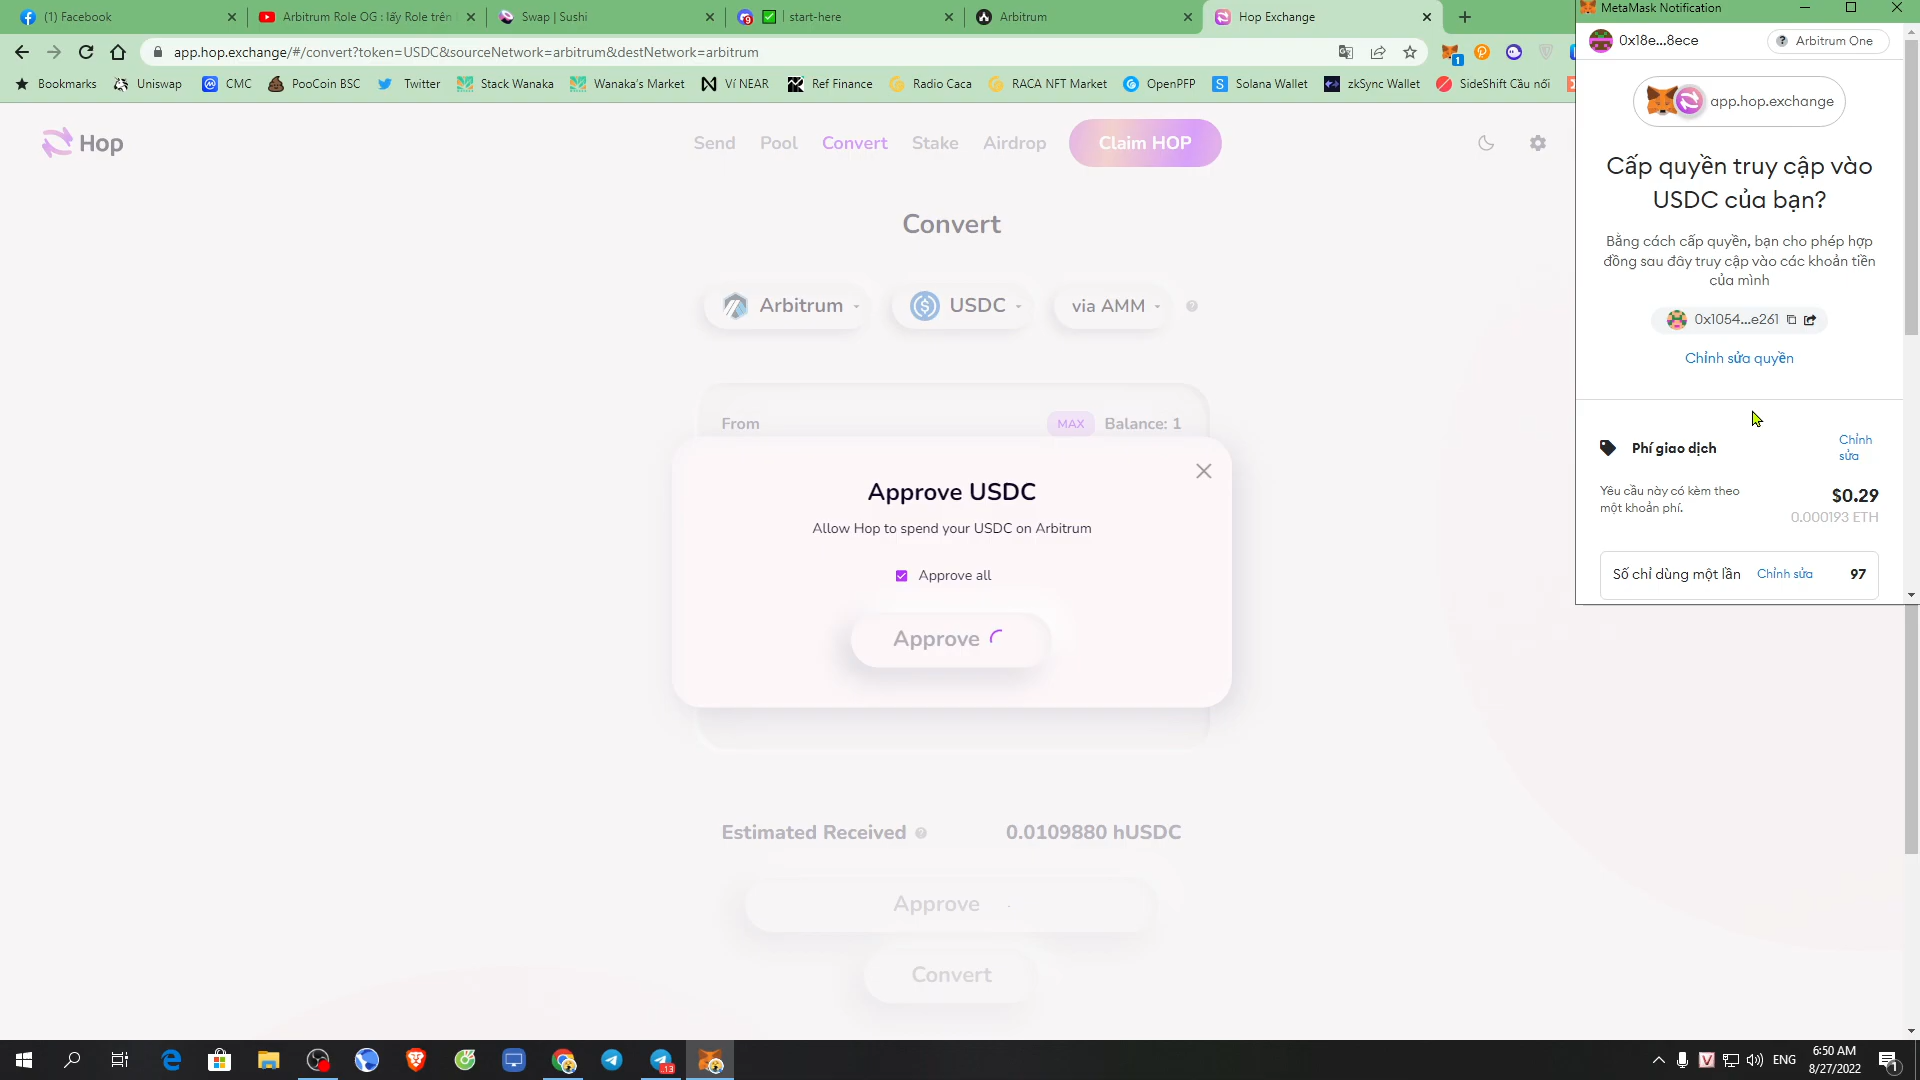 (1) Facebook
Arbitrum Role OG : lấy Role trên
Swap | Sushi
start-here
Arbitrum
Hop Exchange
MetaMask Notification
app.hop.exchange/#/convert?token=USDC&sourceNetwork=arbitrum&destNetwork=arbitrum
Bookmarks
Uniswap
CMC
PooCoin BSC
Twitter
Stack Wanaka
Wanaka's Market
Ví NEAR
Ref Finance
Radio Caca
RACA NFT Market
OpenPFP
Solana Wallet
zkSync Wallet
SideShift Cầu nối
Hop
Send
Pool
Convert
Stake
Airdrop
Claim HOP
Convert
Arbitrum
USDC
via AMM
From
MAX
Balance: 1
Approve USDC
Allow Hop to spend your USDC on Arbitrum
Approve all
Approve
Estimated Received
0.0109880 hUSDC
Approve
Convert
0x18e...8ece
Arbitrum One
app.hop.exchange
Cấp quyền truy cập vào
USDC của bạn?
Bằng cách cấp quyền, bạn cho phép hợp
đồng sau đây truy cập vào các khoản tiền
của mình
0x1054...e261
Chỉnh sửa quyền
Phí giao dịch
Chỉnh
sửa
Yêu cầu này có kèm theo
một khoản phí.
$0.29
0.000193 ETH
Số chỉ dùng một lần
Chỉnh sửa
97
ENG
6:50 AM
8/27/2022